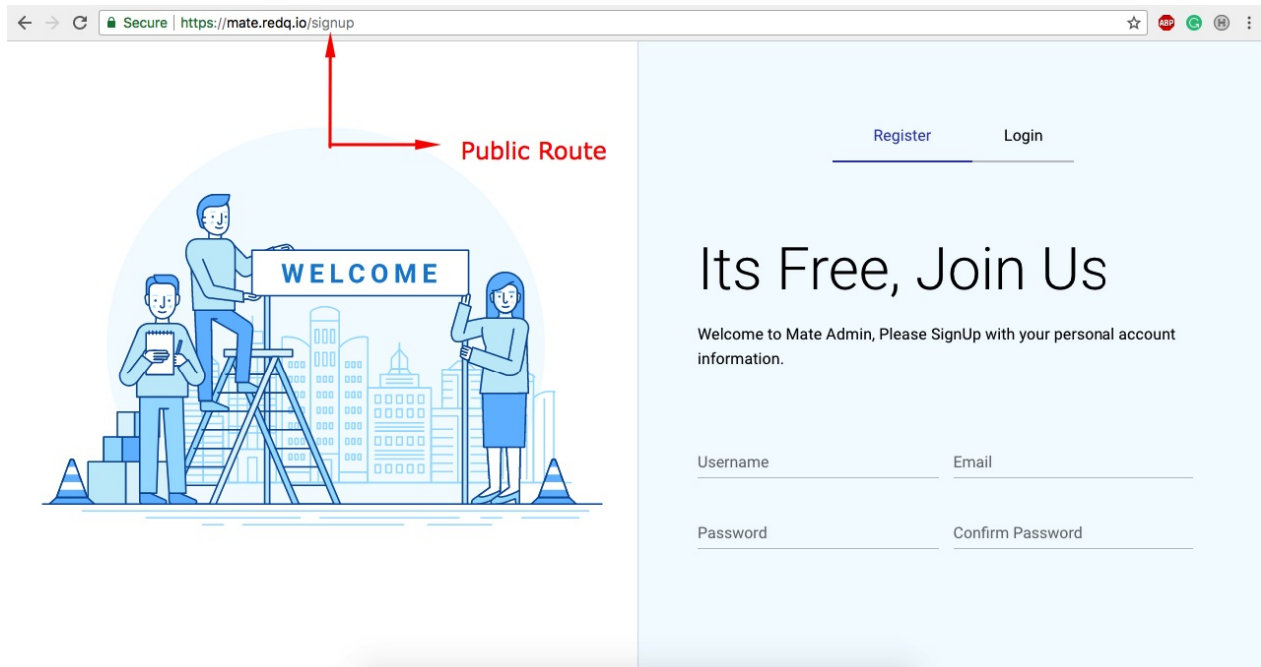 Secure | https://mate.redq.io/signup
ABP
G
H
Public Route
WELCOME
Register
Login
Its Free, Join Us
Welcome to Mate Admin, Please SignUp with your personal account
information.
Username
Email
Password
Confirm Password